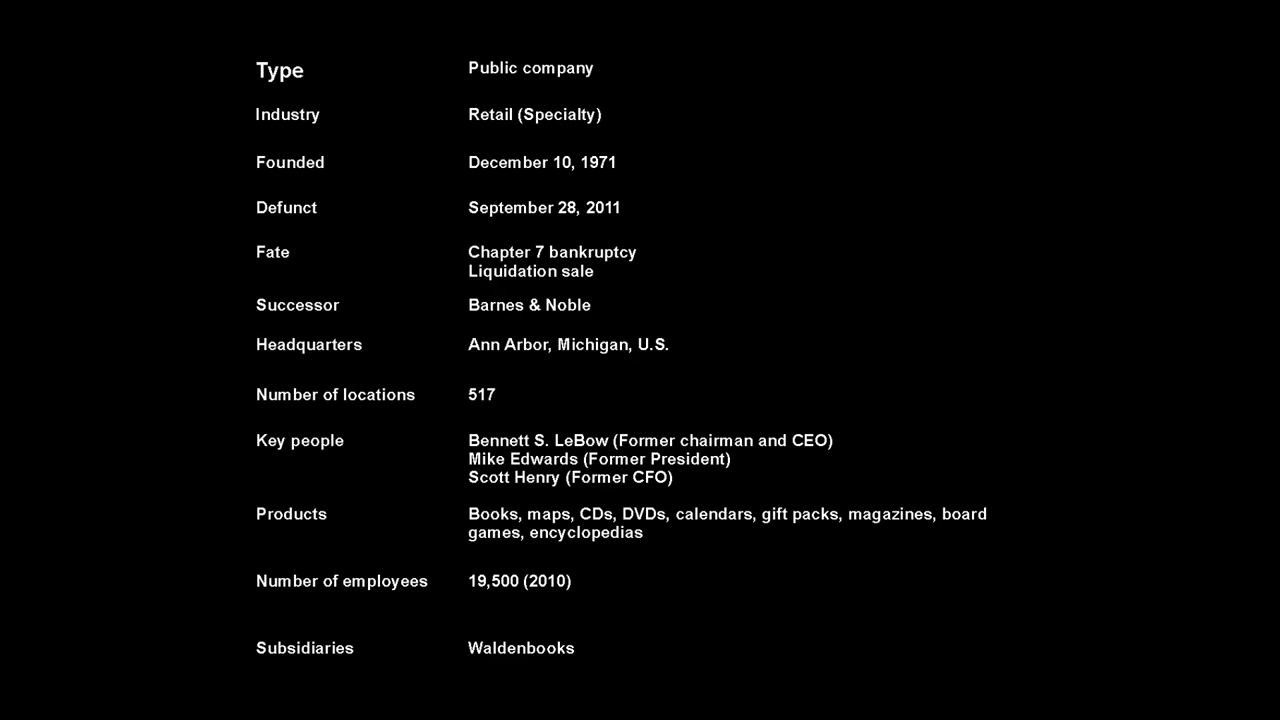 Type Public company
Industry Retail (Specialty)
Founded December 10, 1971
Defunct September 28, 2011
Fate Chapter 7 bankruptcy
Liquidation sale
Successor Barnes & Noble
Headquarters Ann Arbor, Michigan, U.S.
Number of locations 517
Key people Bennett S. LeBow (Former chairman and CEO)
Mike Edwards (Former President)
Scott Henry (Former CFO)
Products Books, maps, CDs, DVDs, calendars, gift packs, magazines, board
games, encyclopedias
Number of employees 19,500 (2010)
Subsidiaries Waldenbooks